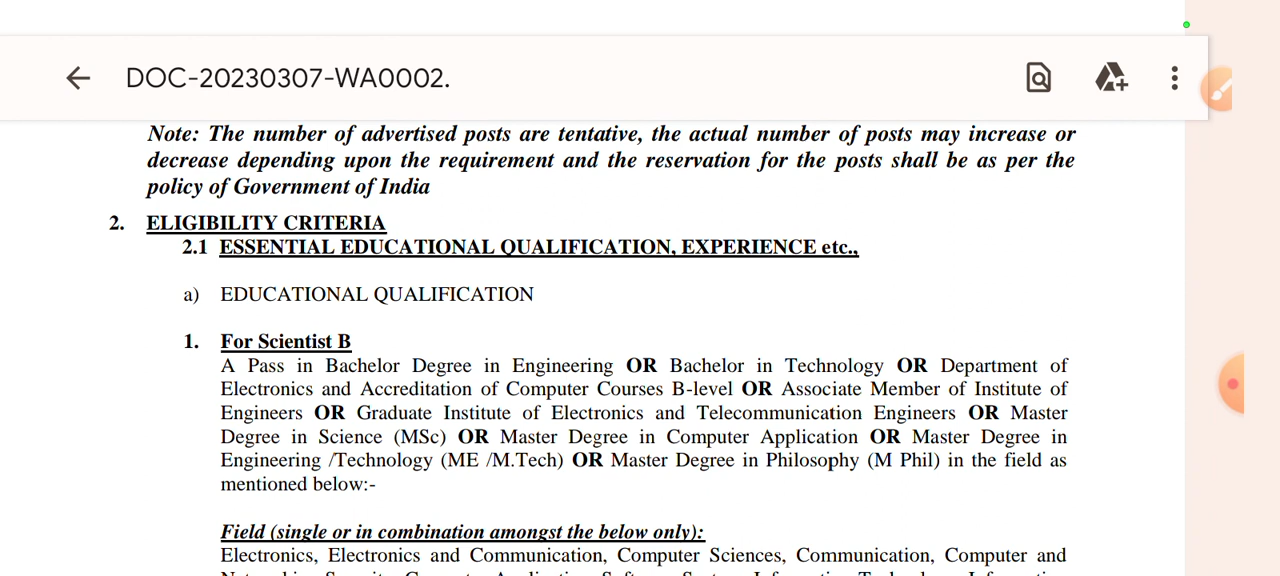 DOC-20230307-WA0002.
Note: The number of advertised posts are tentative, the actual number of posts may increase or
decrease depending upon the requirement and the reservation for the posts shall be as per the
policy of Government of India
2. ELIGIBILITY CRITERIA
2.1 ESSENTIAL EDUCATIONAL QUALIFICATION, EXPERIENCE etc.,
a) EDUCATIONAL QUALIFICATION
1. For Scientist B
A Pass in Bachelor Degree in Engineering OR Bachelor in Technology OR Department of
Electronics and Accreditation of Computer Courses B-level OR Associate Member of Institute of
Engineers OR Graduate Institute of Electronics and Telecommunication Engineers OR Master
Degree in Science (MSc) OR Master Degree in Computer Application OR Master Degree in
Engineering /Technology (ME /M.Tech) OR Master Degree in Philosophy (M Phil) in the field as
mentioned below:-
Field (single or in combination amongst the below only):
Electronics, Electronics and Communication, Computer Sciences, Communication, Computer and